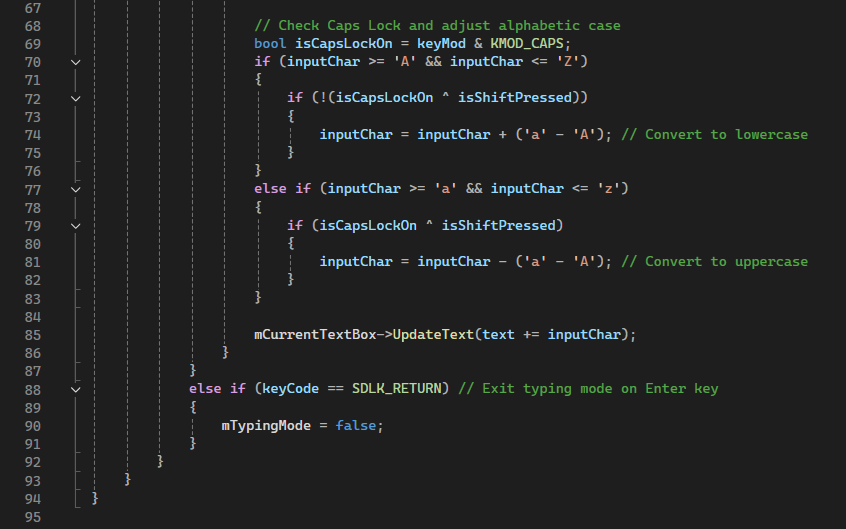 67
68 // Check Caps Lock and adjust alphabetic case
69 bool isCapsLockOn = keyMod & KMOD_CAPS;
70 if (inputChar >= 'A' && inputChar <= 'Z')
71 {
72 if (!(isCapsLockOn ^ isShiftPressed))
73 {
74 inputChar = inputChar + ('a' - 'A'); // Convert to lowercase
75 }
76 }
77 else if (inputChar >= 'a' && inputChar <= 'z')
78 {
79 if (isCapsLockOn ^ isShiftPressed)
80 {
81 inputChar = inputChar - ('a' - 'A'); // Convert to uppercase
82 }
83 }
84
85 mCurrentTextBox->UpdateText(text += inputChar);
86 }
87 }
88 else if (keyCode == SDLK_RETURN) // Exit typing mode on Enter key
89 {
90 mTypingMode = false;
91 }
92 }
93 }
94 }
95